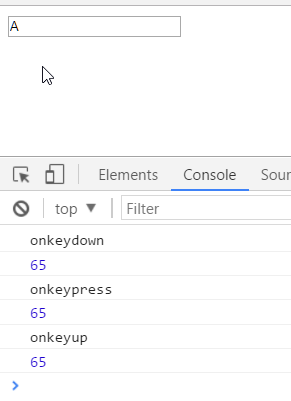 A
Elements Console Sour
top ▼ Filter
onkeydown
65
onkeypress
65
onkeyup
65